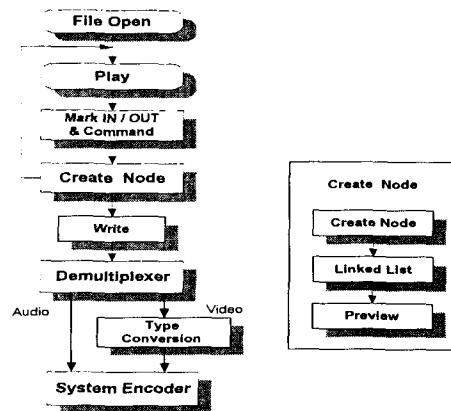 File Open
Play
Mark IN / OUT
& Command
Create Node
Write
Demultiplexer
Audio
Video
Type
Conversion
System Encoder
Create Node
Create Node
Linked List
Preview